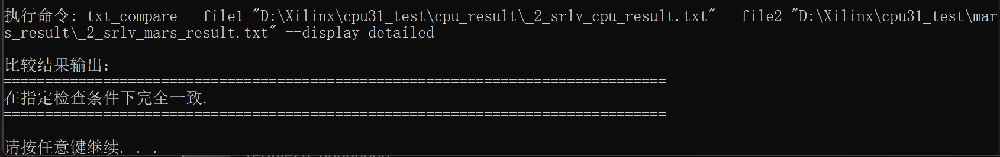 执行命令: txt_compare --file1 "D:\Xilinx\cpu31_test\cpu_result\_2_srlv_cpu_result.txt" --file2 "D:\Xilinx\cpu31_test\mar
s_result\_2_srlv_mars_result.txt" --display detailed
比较结果输出:
================================================================================
在指定检查条件下完全一致.
================================================================================
请按任意键继续. . .